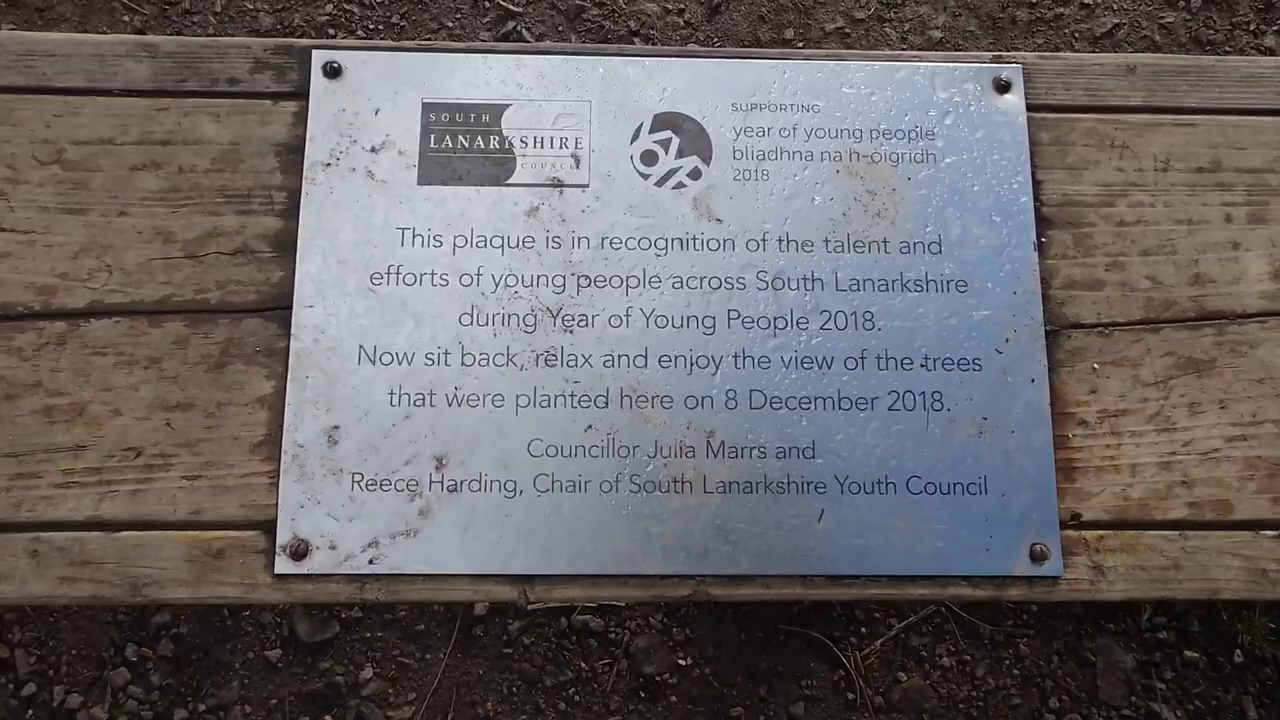 SOUTH
LANARKSHIRE
COUNCIL
YOYP
SUPPORTING
year of young people
bliadhna na h-òigridh
2018
This plaque is in recognition of the talent and
efforts of young people across South Lanarkshire
during Year of Young People 2018.
Now sit back, relax and enjoy the view of the trees
that were planted here on 8 December 2018.
Councillor Julia Marrs and
Reece Harding, Chair of South Lanarkshire Youth Council